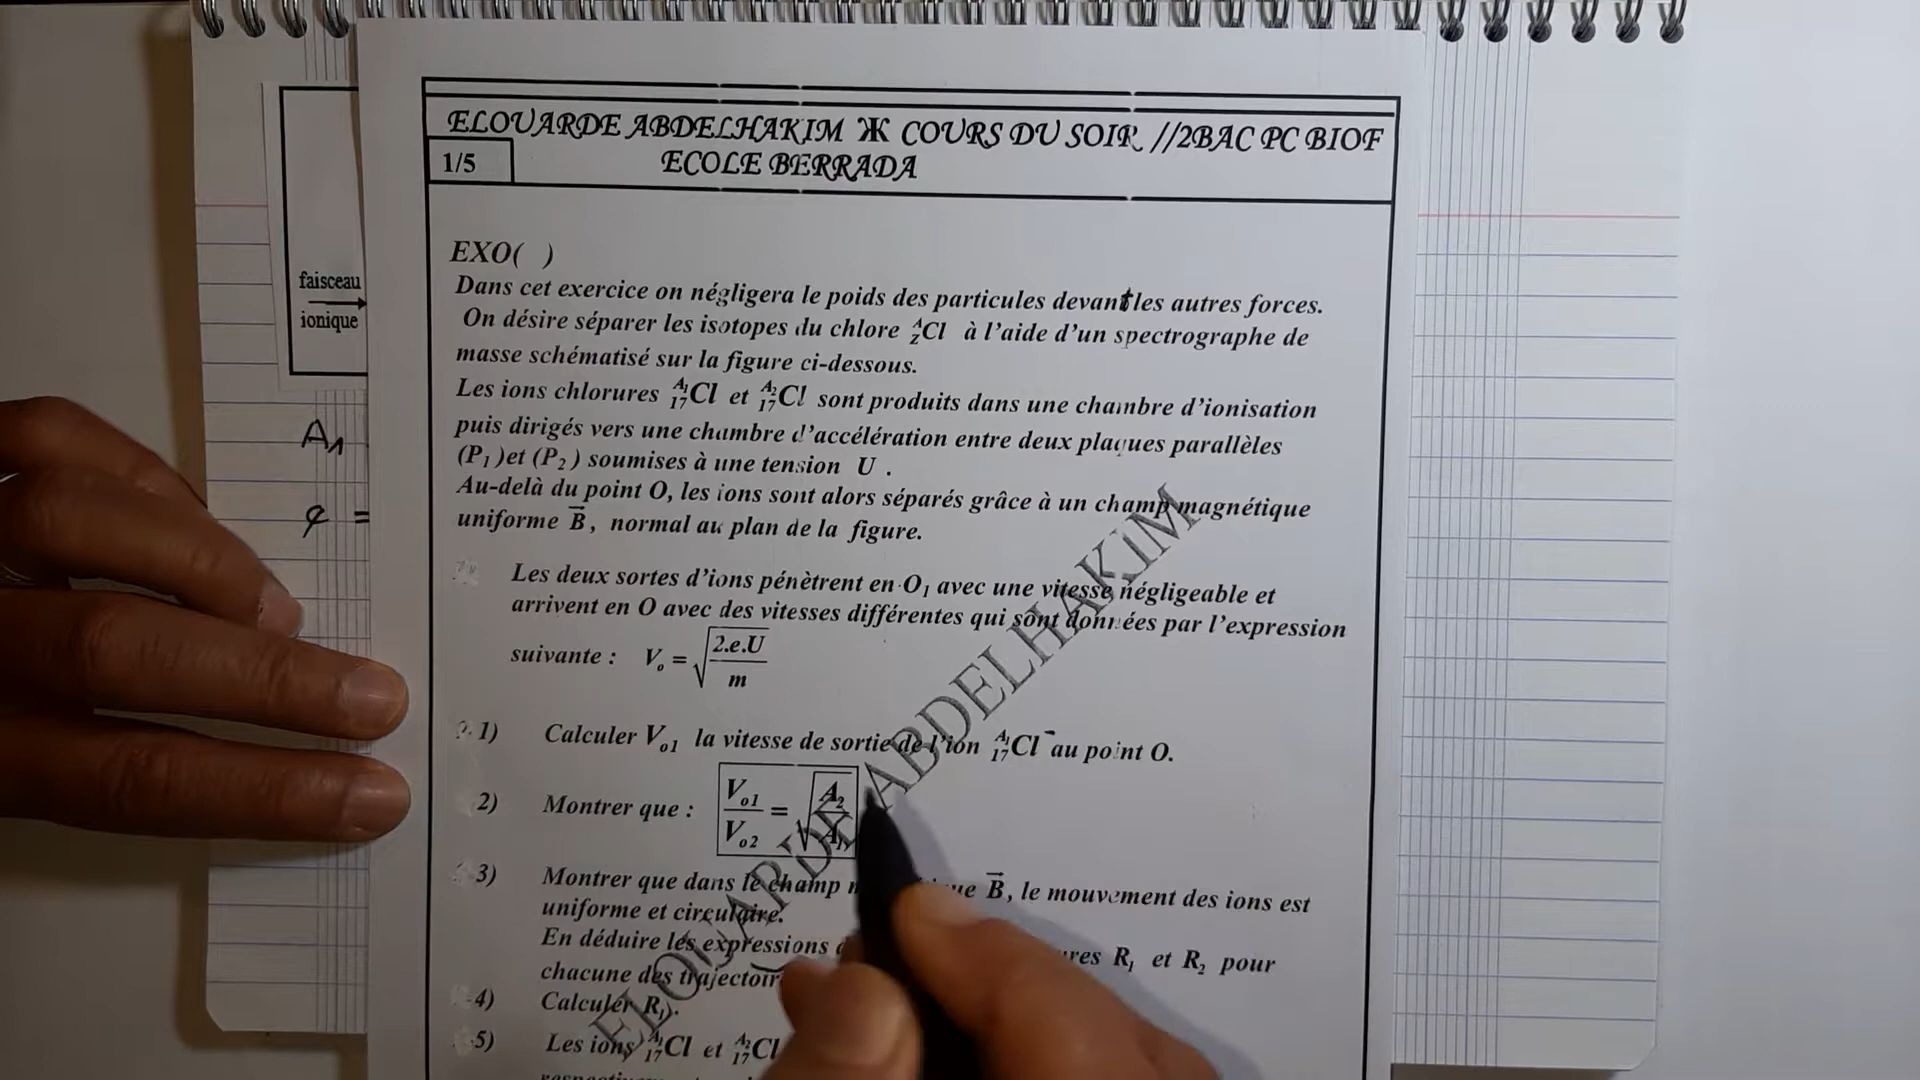 ELOUARDE ABDELHAKIM Ж COURS DU SOIR //2BAC PC BIOF
1/5 ECOLE BERRADA
EXO( )
Dans cet exercice on négligera le poids des particules devant les autres forces.
On désire séparer les isotopes du chlore ᴬ_ZCl à l'aide d'un spectrographe de
masse schématisé sur la figure ci-dessous.
Les ions chlorures ^A₁_17Cl et ^A₂_17Cl sont produits dans une chambre d'ionisation
puis dirigés vers une chambre d'accélération entre deux plaques parallèles
(P₁)et (P₂) soumises à une tension U .
Au-delà du point O, les ions sont alors séparés grâce à un champ magnétique
uniforme B⃗, normal au plan de la figure.
Les deux sortes d'ions pénètrent en O₁ avec une vitesse négligeable et
arrivent en O avec des vitesses différentes qui sont données par l'expression
suivante : Vₒ = √(2.e.U/m)
1) Calculer Vₒ₁ la vitesse de sortie de l'ion ^A₁_17Cl⁻ au point O.
2) Montrer que : Vₒ₁/Vₒ₂ = √(A₂/A₁)
3) Montrer que dans le champ B⃗, le mouvement des ions est
uniforme et circulaire.
En déduire les expressions R₁ et R₂ pour
chacune des
4) Calculer R₁.
5) Les ions ^A₁_17Cl et ^A₂_17Cl
faisceau
ionique
A₁
q =
ELOUARDE ABDELHAKIM